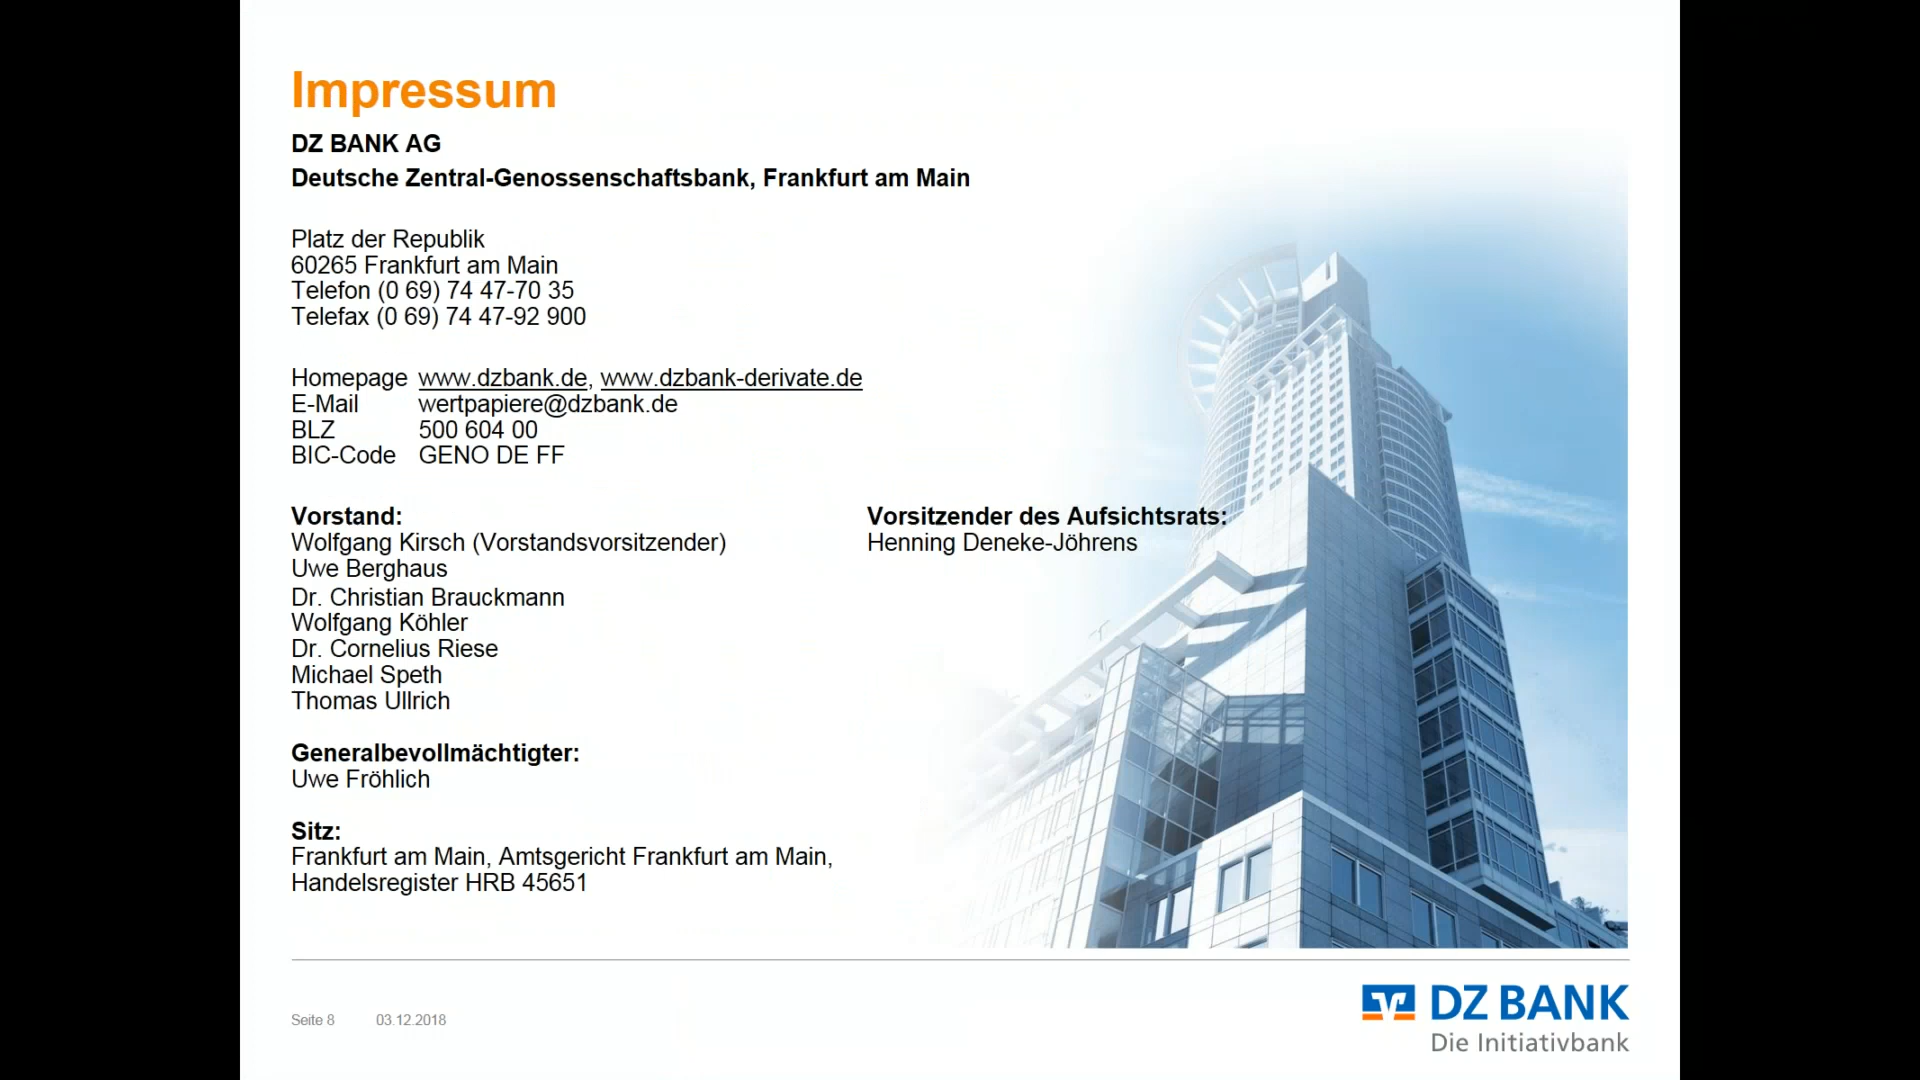 Impressum
DZ BANK AG
Deutsche Zentral-Genossenschaftsbank, Frankfurt am Main
Platz der Republik
60265 Frankfurt am Main
Telefon (0 69) 74 47-70 35
Telefax (0 69) 74 47-92 900
Homepage www.dzbank.de, www.dzbank-derivate.de
E-Mail wertpapiere@dzbank.de
BLZ 500 604 00
BIC-Code GENO DE FF
Vorstand:
Wolfgang Kirsch (Vorstandsvorsitzender)
Uwe Berghaus
Dr. Christian Brauckmann
Wolfgang Köhler
Dr. Cornelius Riese
Michael Speth
Thomas Ullrich
Vorsitzender des Aufsichtsrats:
Henning Deneke-Jöhrens
Generalbevollmächtigter:
Uwe Fröhlich
Sitz:
Frankfurt am Main, Amtsgericht Frankfurt am Main,
Handelsregister HRB 45651
Seite 8 03.12.2018
DZ BANK
Die Initiativbank